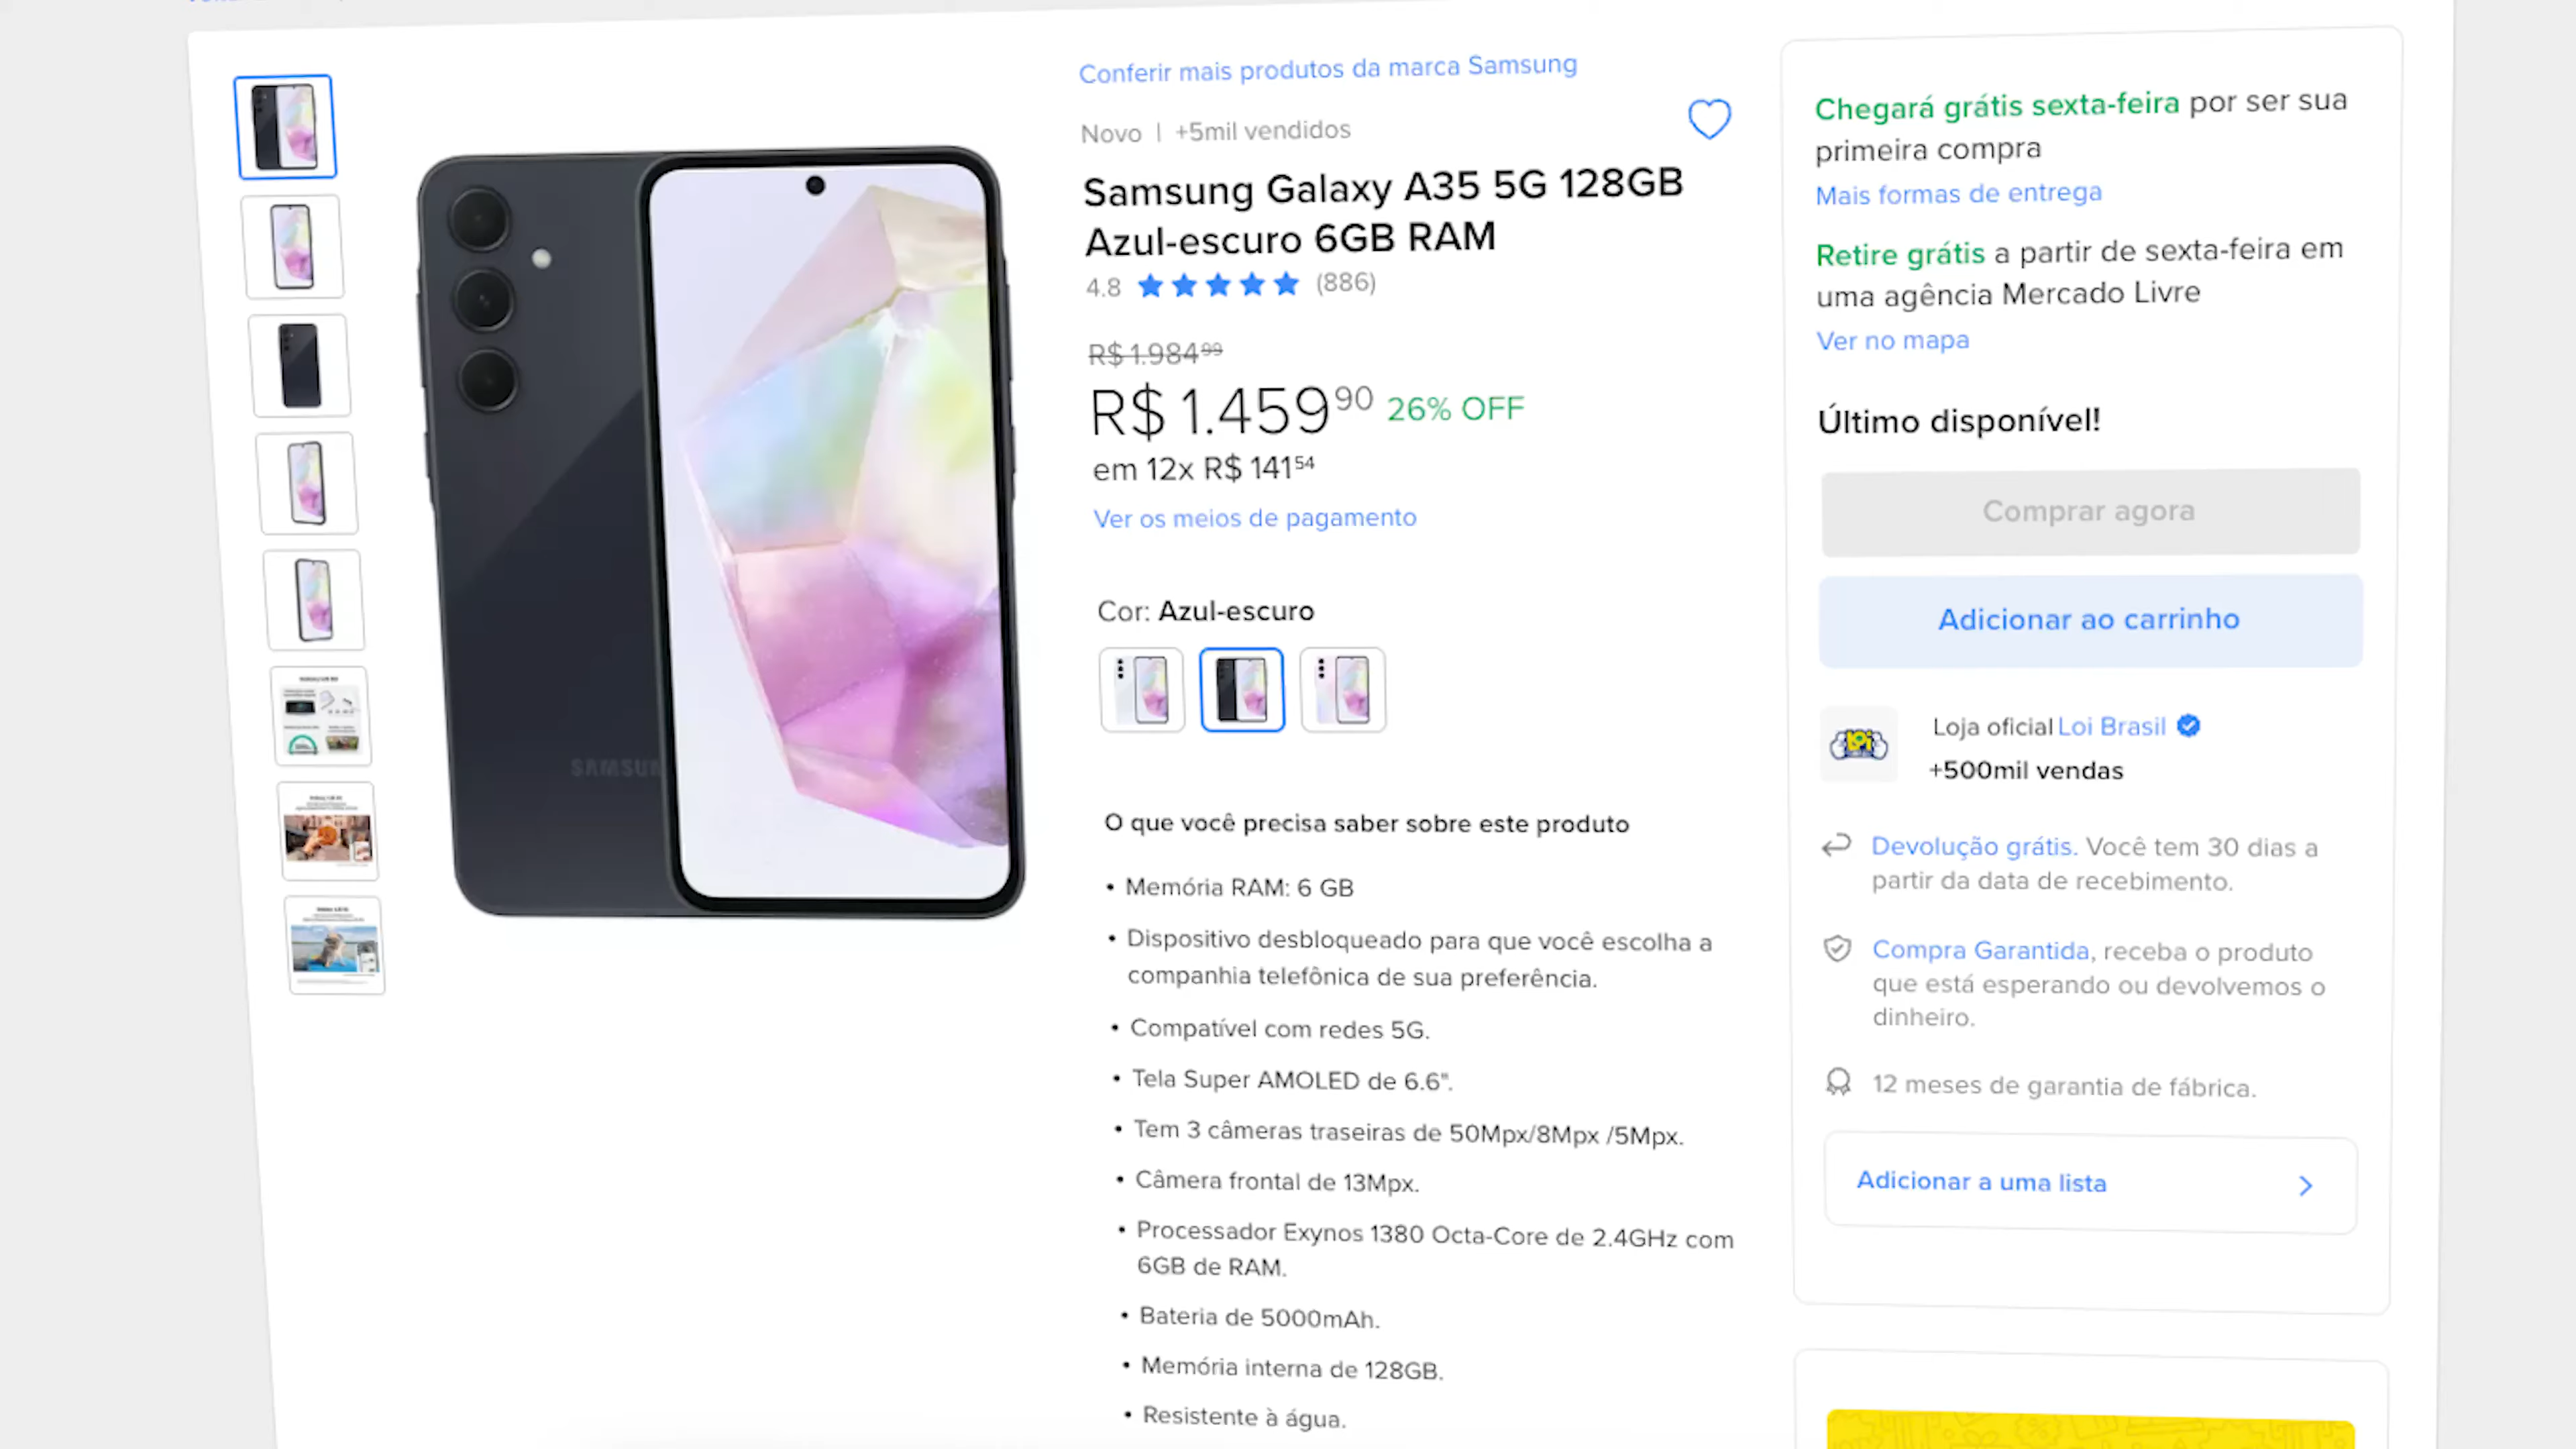 Conferir mais produtos da marca Samsung
Novo | +5mil vendidos
Samsung Galaxy A35 5G 128GB
Azul-escuro 6GB RAM
4.8 (886)
R$ 1.984 99
R$ 1.459 90 26% OFF
em 12x R$ 141 54
Ver os meios de pagamento
Cor: Azul-escuro
O que você precisa saber sobre este produto
• Memória RAM: 6 GB
• Dispositivo desbloqueado para que você escolha a
companhia telefônica de sua preferência.
• Compatível com redes 5G.
• Tela Super AMOLED de 6.6".
• Tem 3 câmeras traseiras de 50Mpx/8Mpx /5Mpx.
• Câmera frontal de 13Mpx.
• Processador Exynos 1380 Octa-Core de 2.4GHz com
6GB de RAM.
• Bateria de 5000mAh.
• Memória interna de 128GB.
• Resistente à água.
Chegará grátis sexta-feira por ser sua
primeira compra
Mais formas de entrega
Retire grátis a partir de sexta-feira em
uma agência Mercado Livre
Ver no mapa
Último disponível!
Comprar agora
Adicionar ao carrinho
Loi
Loja oficial Loi Brasil
+500mil vendas
Devolução grátis. Você tem 30 dias a
partir da data de recebimento.
Compra Garantida, receba o produto
que está esperando ou devolvemos o
dinheiro.
12 meses de garantia de fábrica.
Adicionar a uma lista